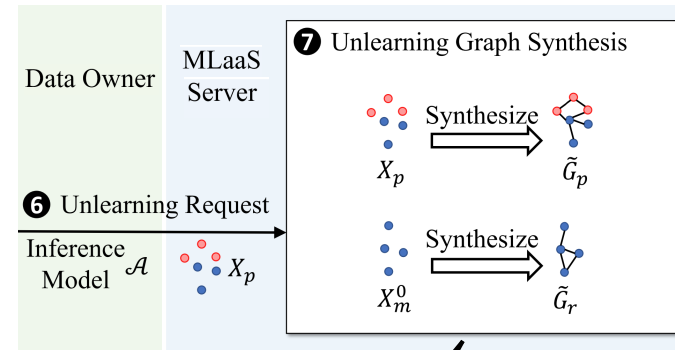 ❼ Unlearning Graph Synthesis
Data Owner
MLaaS
Server
Synthesize
X_p
G̃_p
❻ Unlearning Request
Inference
Model 𝒜
X_p
Synthesize
X_m^0
G̃_r